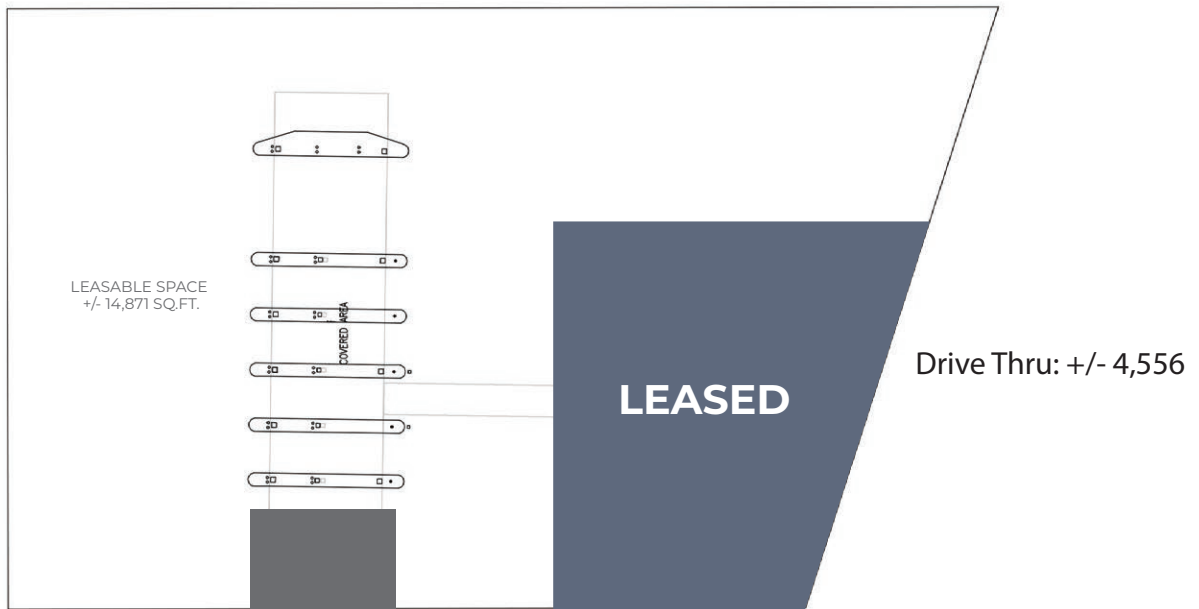 LEASABLE SPACE
+/- 14,871 SQ.FT.
COVERED AREA
LEASED
Drive Thru: +/- 4,556